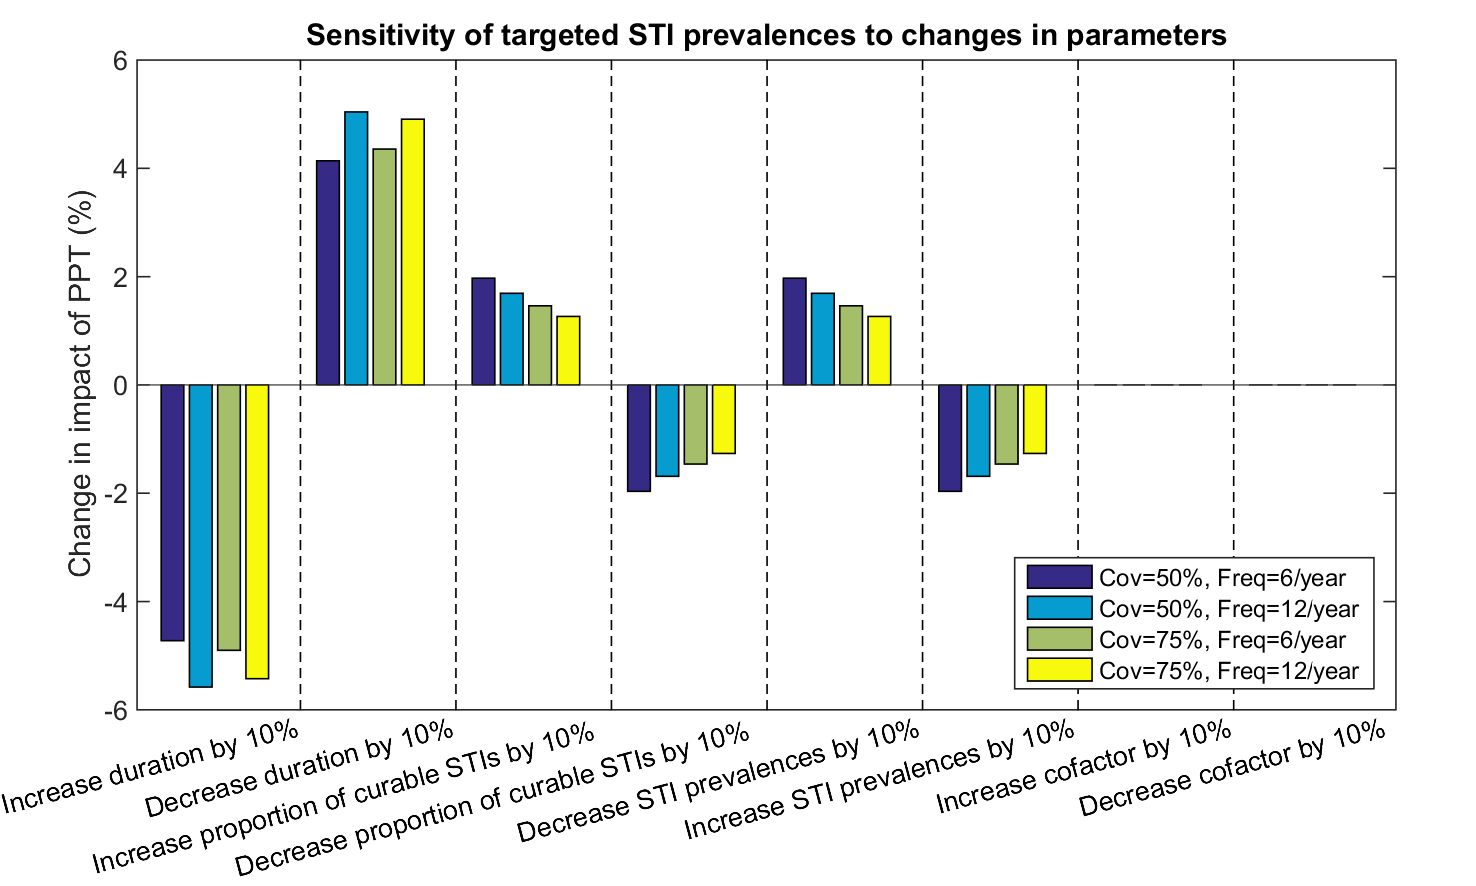 Sensitivity of targeted STI prevalences to changes in parameters
Change in impact of PPT (%)
6
4
2
0
-2
-4
-6
Cov=50%, Freq=6/year
Cov=50%, Freq=12/year
Cov=75%, Freq=6/year
Cov=75%, Freq=12/year
Increase duration by 10%
Decrease duration by 10%
Increase proportion of curable STIs by 10%
Decrease proportion of curable STIs by 10%
Decrease STI prevalences by 10%
Increase STI prevalences by 10%
Increase cofactor by 10%
Decrease cofactor by 10%